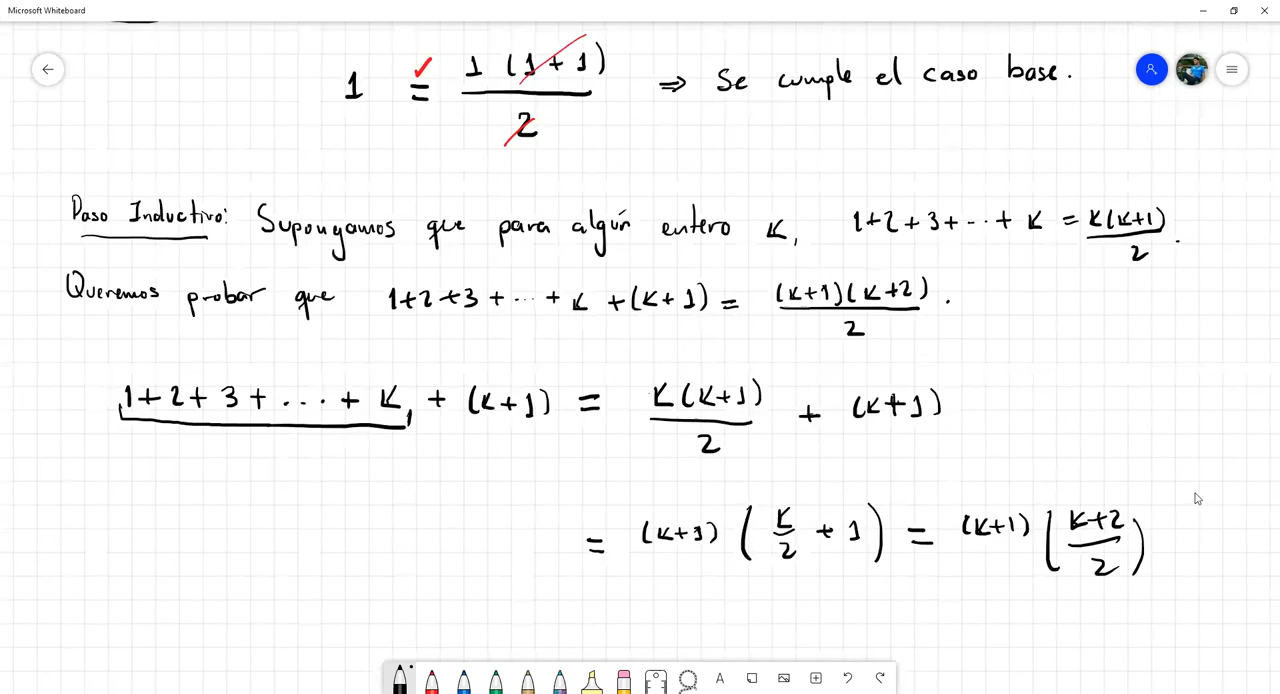 Microsoft Whiteboard
1 = 1 (1+1) / 2 ⇒ Se cumple el caso base.
Paso Inductivo: Supongamos que para algún entero K, 1+2+3+...+ K = K(K+1) / 2 .
Queremos probar que 1+2+3+...+ K +(K+1) = (K+1)(K+2) / 2 .
1+2+3+...+ K + (K+1) = K(K+1) / 2 + (K+1)
= (K+1) ( K / 2 + 1 ) = (K+1) ( K+2 / 2 )
A